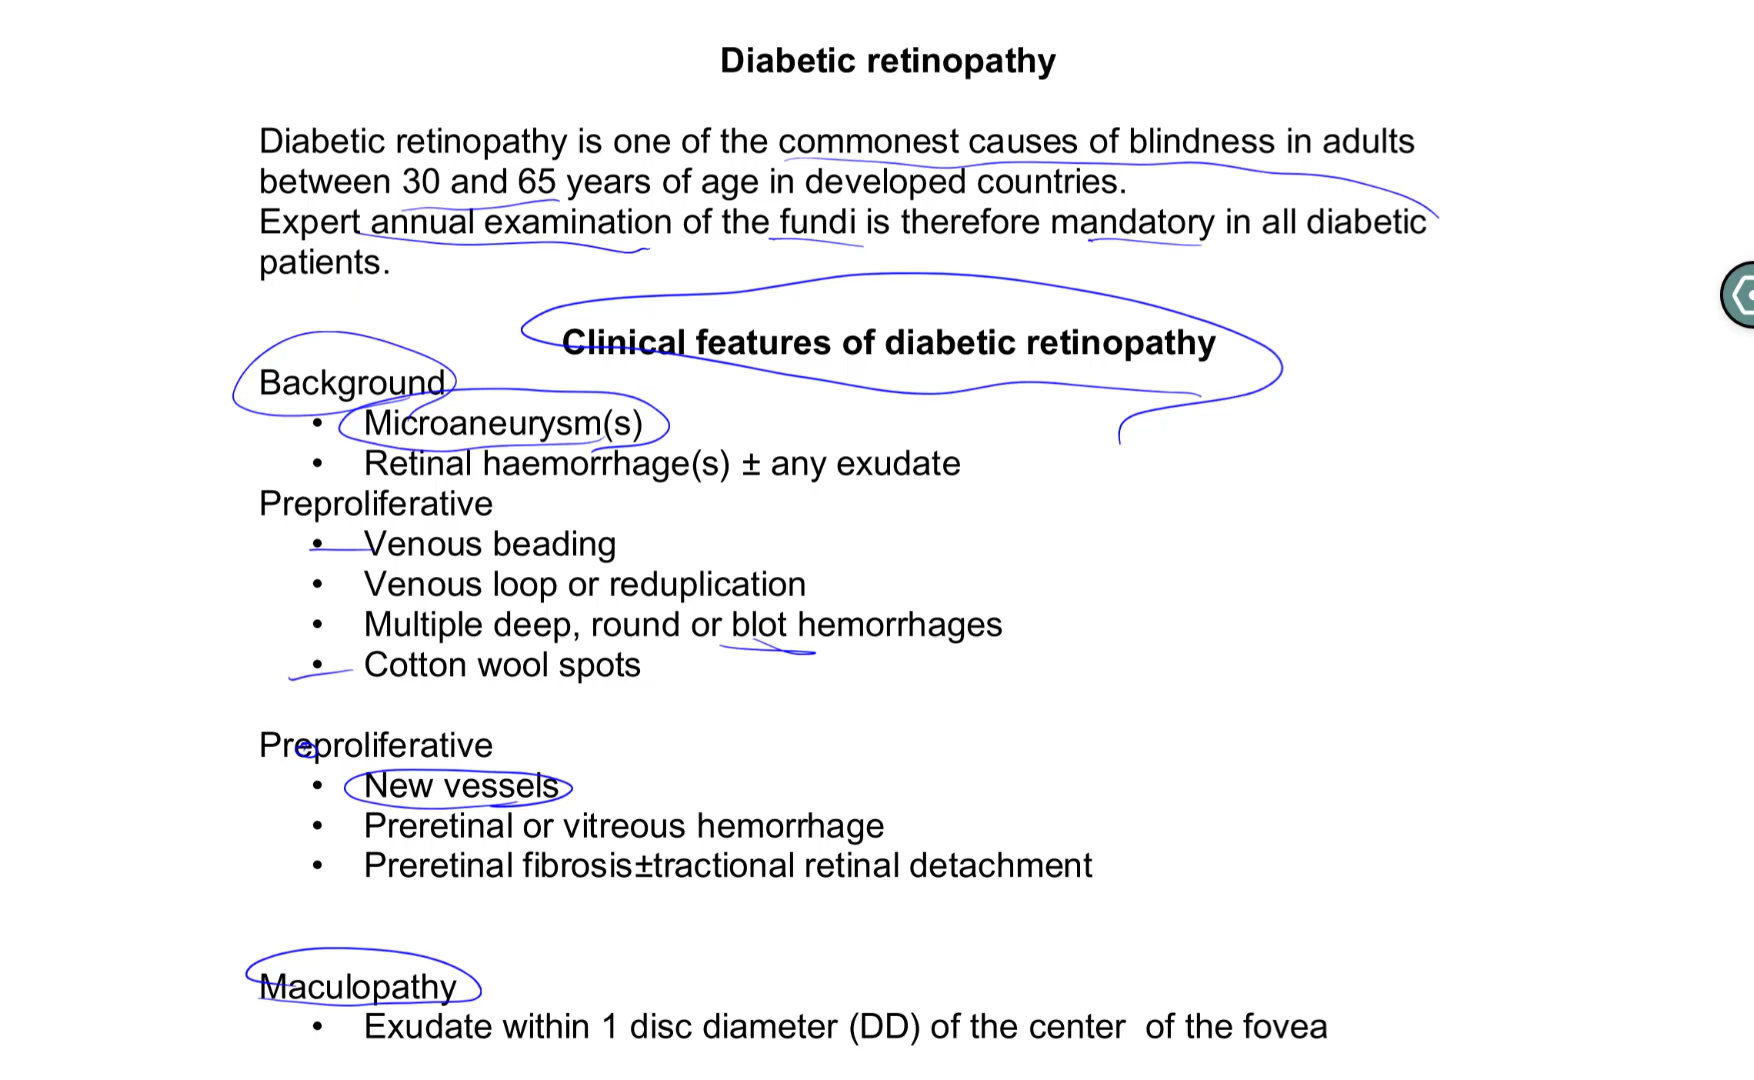 Diabetic retinopathy
Diabetic retinopathy is one of the commonest causes of blindness in adults
between 30 and 65 years of age in developed countries.
Expert annual examination of the fundi is therefore mandatory in all diabetic
patients.
Clinical features of diabetic retinopathy
Background
• Microaneurysm(s)
• Retinal haemorrhage(s) ± any exudate
Preproliferative
• Venous beading
• Venous loop or reduplication
• Multiple deep, round or blot hemorrhages
• Cotton wool spots
Preproliferative
• New vessels
• Preretinal or vitreous hemorrhage
• Preretinal fibrosis±tractional retinal detachment
Maculopathy
• Exudate within 1 disc diameter (DD) of the center of the fovea